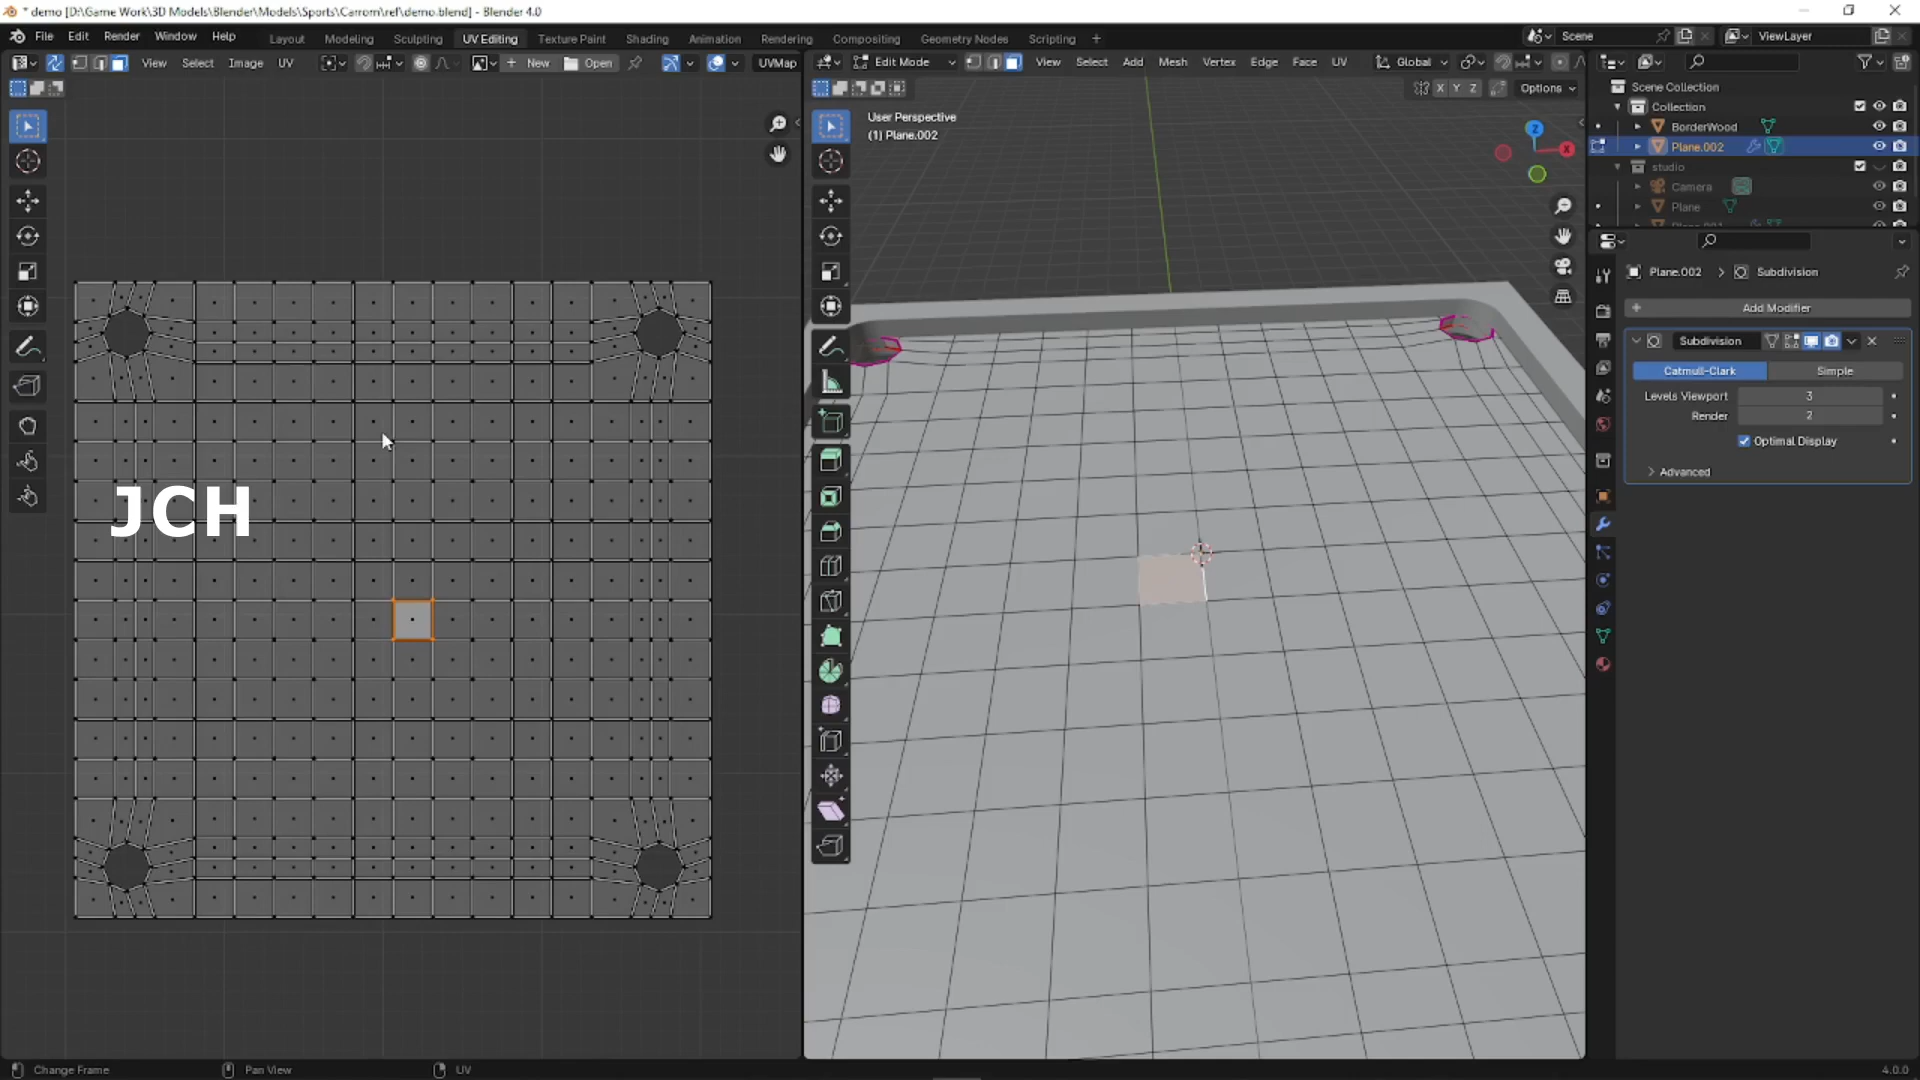 * demo [D:\Game Work\3D Models\Blender\Models\Sports\Carrom\ref\demo.blend] - Blender 4.0
File Edit Render Window Help Layout Modeling Sculpting UV Editing Texture Paint Shading Animation Rendering Compositing Geometry Nodes Scripting + Scene ViewLayer
View Select Image UV New Open UVMap Edit Mode View Select Add Mesh Vertex Edge Face UV Global
X Y Z Options
Scene Collection
Collection
BorderWood
Plane.002
studio
Camera
Plane
User Perspective
(1) Plane.002
Z
X
Plane.002 > Subdivision
Add Modifier
Subdivision
Catmull-Clark Simple
Levels Viewport 3
Render 2
Optimal Display
Advanced
JCH
Change Frame Pan View UV 4.0.0